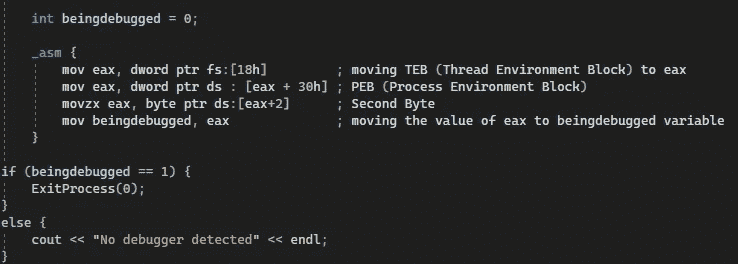 int beingdebugged = 0;
_asm {
mov eax, dword ptr fs:[18h] ; moving TEB (Thread Environment Block) to eax
mov eax, dword ptr ds : [eax + 30h] ; PEB (Process Environment Block)
movzx eax, byte ptr ds:[eax+2] ; Second Byte
mov beingdebugged, eax ; moving the value of eax to beingdebugged variable
}
if (beingdebugged == 1) {
ExitProcess(0);
}
else {
cout << "No debugger detected" << endl;
}